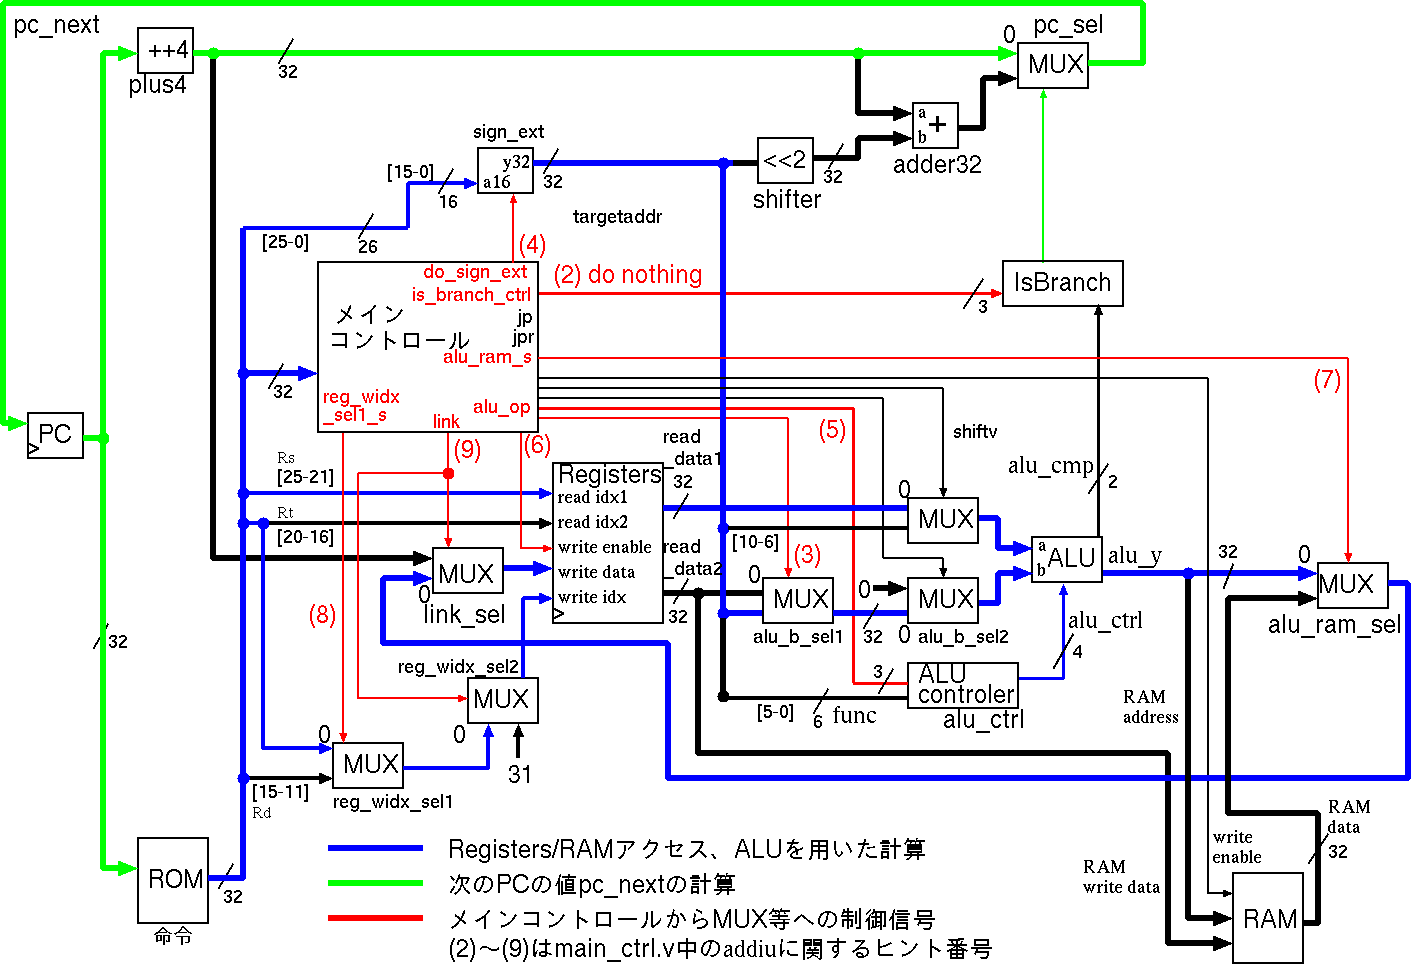 pc_next
++4
plus4
32
0
pc_sel
MUX
a
b
+
adder32
sign_ext
y32
a16
[15-0]
16
32
<<2
shifter
32
[25-0]
26
targetaddr
(4)
do_sign_ext
is_branch_ctrl
(2) do nothing
3
IsBranch
メイン
コントロール
jp
jpr
alu_ram_s
32
reg_widx
_sel1_s
link
alu_op
(7)
PC
(9)
(6)
(5)
shiftv
read
_data1
32
Rs
[25-21]
Registers
read idx1
Rt
[20-16]
read idx2
write enable
write data
write idx
read
_data2
32
0
MUX
[10-6]
alu_cmp
2
MUX
0
link_sel
(3)
0
MUX
alu_b_sel1
32
0
MUX
0
alu_b_sel2
a
b
ALU
alu_y
32
0
MUX
alu_ram_sel
(8)
32
reg_widx_sel2
MUX
0
31
alu_ctrl
4
3
ALU
controler
alu_ctrl
[5-0]
6
func
RAM
address
0
MUX
reg_widx_sel1
[15-11]
Rd
ROM
32
命令
RAM
data
32
write
enable
RAM
write data
RAM
Registers/RAMアクセス、ALUを用いた計算
次のPCの値pc_nextの計算
メインコントロールからMUX等への制御信号
(2)～(9)はmain_ctrl.v中のaddiuに関するヒント番号